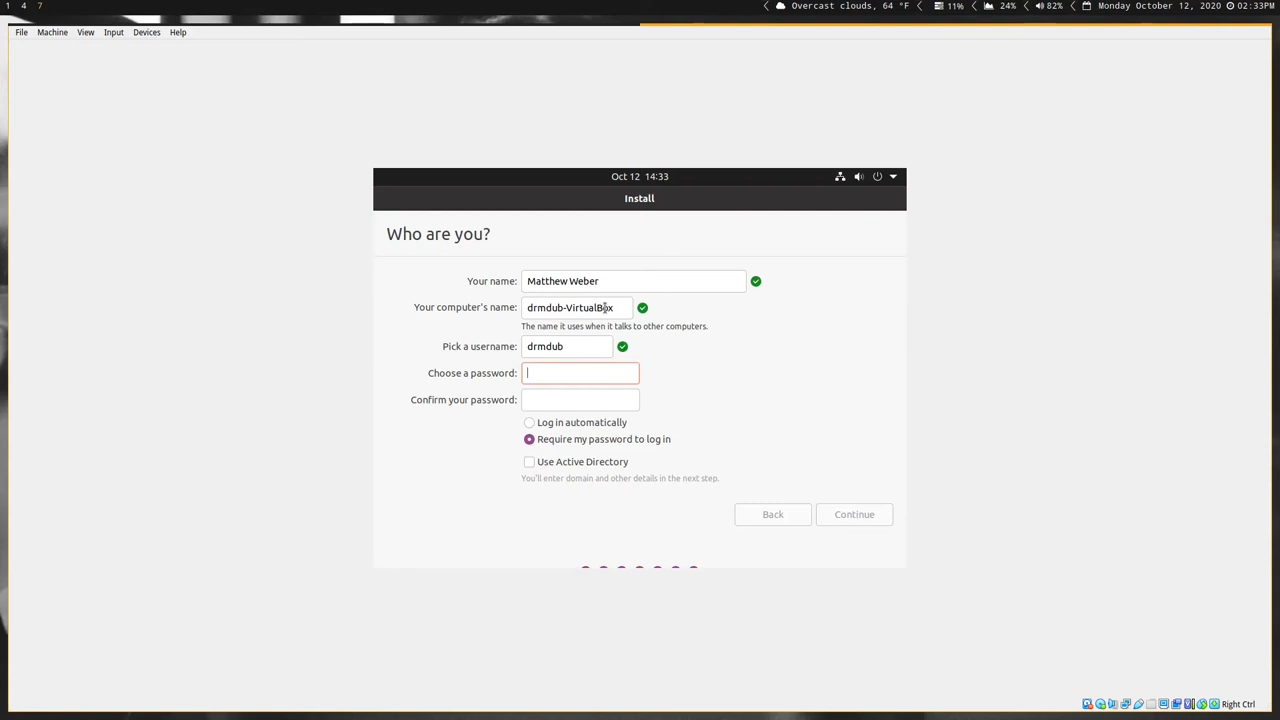 1 4 7 Overcast clouds, 64 °F 11% 24% 82% Monday October 12, 2020 02:33PM
File Machine View Input Devices Help
Oct 12 14:33
Install
Who are you?
Your name: Matthew Weber
Your computer's name: drmdub-VirtualBox
The name it uses when it talks to other computers.
Pick a username: drmdub
Choose a password:
Confirm your password:
Log in automatically
Require my password to log in
Use Active Directory
You'll enter domain and other details in the next step.
Back Continue
Right Ctrl